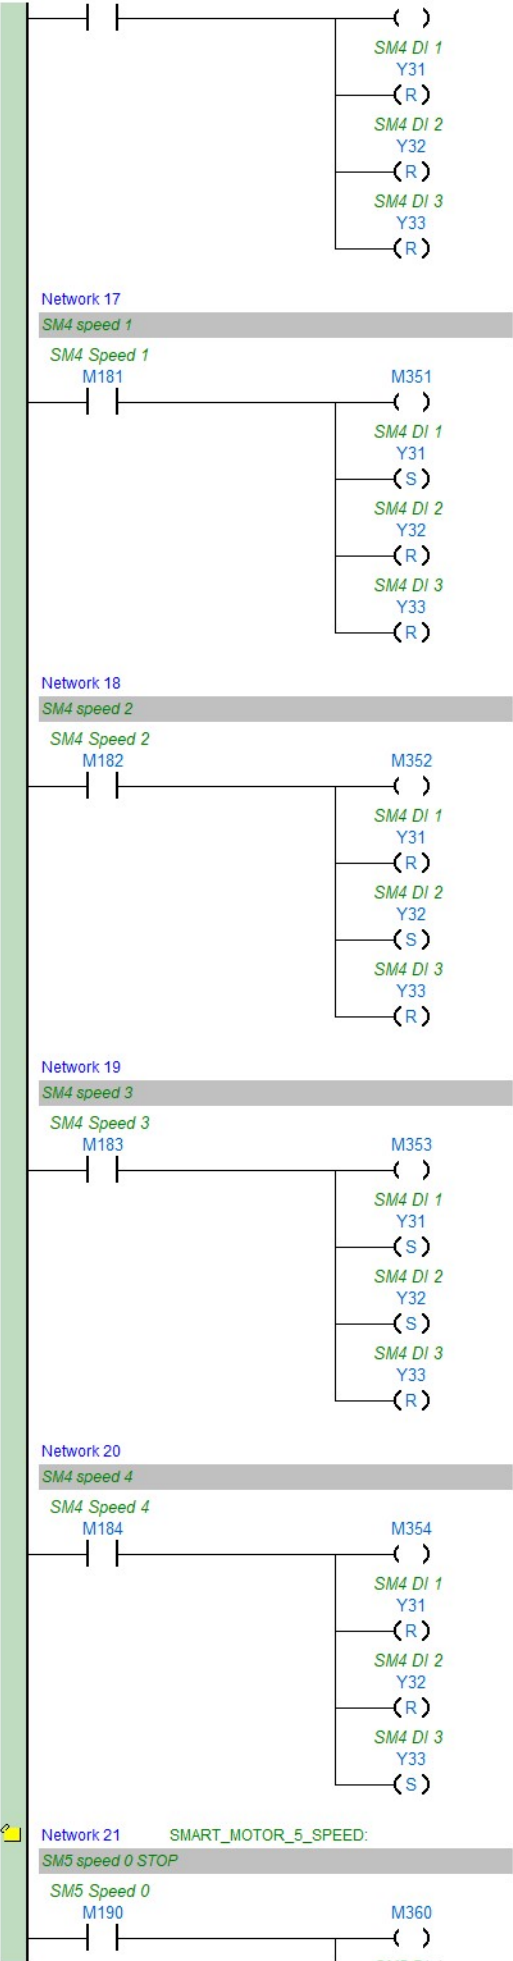 SM4 DI 1
Y31
R
SM4 DI 2
Y32
R
SM4 DI 3
Y33
R
Network 17
SM4 speed 1
SM4 Speed 1
M181 M351
SM4 DI 1
Y31
S
SM4 DI 2
Y32
R
SM4 DI 3
Y33
R
Network 18
SM4 speed 2
SM4 Speed 2
M182 M352
SM4 DI 1
Y31
R
SM4 DI 2
Y32
S
SM4 DI 3
Y33
R
Network 19
SM4 speed 3
SM4 Speed 3
M183 M353
SM4 DI 1
Y31
S
SM4 DI 2
Y32
S
SM4 DI 3
Y33
R
Network 20
SM4 speed 4
SM4 Speed 4
M184 M354
SM4 DI 1
Y31
R
SM4 DI 2
Y32
R
SM4 DI 3
Y33
S
Network 21 SMART_MOTOR_5_SPEED:
SM5 speed 0 STOP
SM5 Speed 0
M190 M360